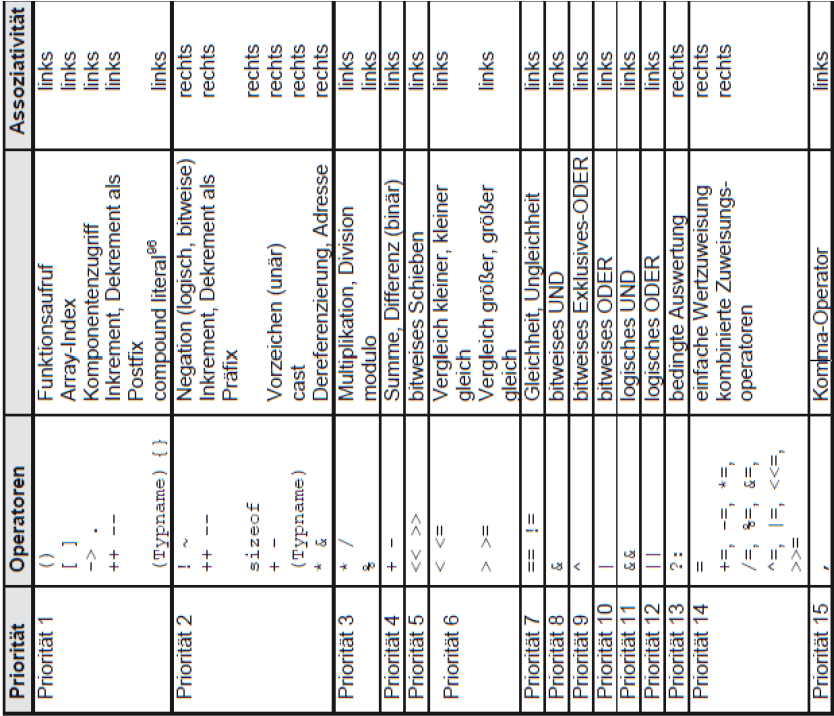 Priorität Operatoren Assoziativität
Priorität 1 () Funktionsaufruf links
[ ] Array-Index links
-> . Komponentenzugriff links
++ -- Inkrement, Dekrement als links
Postfix
(Typname) {} compound literal96 links
Priorität 2 ! ~ Negation (logisch, bitweise) rechts
++ -- Inkrement, Dekrement als rechts
Präfix
sizeof rechts
+ - Vorzeichen (unär) rechts
(Typname) cast rechts
* & Dereferenzierung, Adresse rechts
Priorität 3 * / Multiplikation, Division links
% modulo links
Priorität 4 + - Summe, Differenz (binär) links
Priorität 5 << >> bitweises Schieben links
Priorität 6 < <= Vergleich kleiner, kleiner links
gleich
> >= Vergleich größer, größer links
gleich
Priorität 7 == != Gleichheit, Ungleichheit links
Priorität 8 & bitweises UND links
Priorität 9 ^ bitweises Exklusives-ODER links
Priorität 10 | bitweises ODER links
Priorität 11 && logisches UND links
Priorität 12 || logisches ODER links
Priorität 13 ?: bedingte Auswertung rechts
Priorität 14 = einfache Wertzuweisung rechts
+=, -=, *=, kombinierte Zuweisungs- rechts
/=, %=, &=, operatoren
^=, |=, <<=,
>>=
Priorität 15 , Komma-Operator links